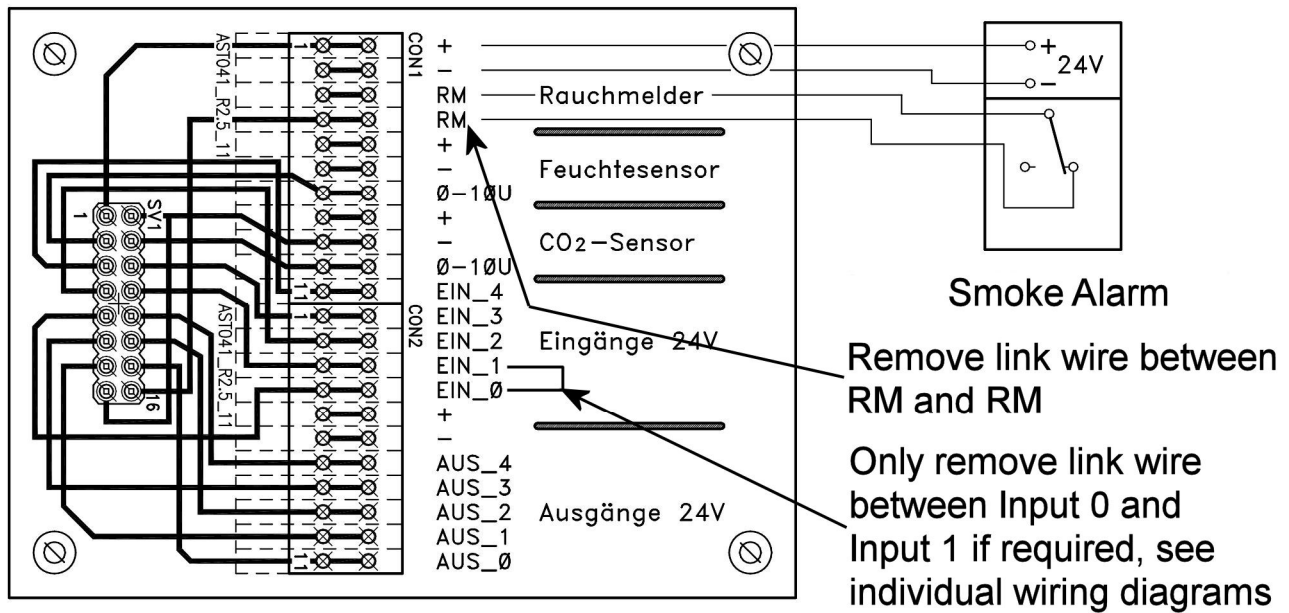 1
16
SV1
AST041_R2.5_11
AST041_R2.5_11
1
11
1
11
CON1
CON2
+
−
RM
RM
+
−
Ø−1ØU
+
−
Ø−1ØU
EIN_4
EIN_3
EIN_2
EIN_1
EIN_Ø
+
−
AUS_4
AUS_3
AUS_2
AUS_1
AUS_Ø
Rauchmelder
Feuchtesensor
CO2−Sensor
Eingänge 24V
Ausgänge 24V
+
24V
−
Smoke Alarm
Remove link wire between
RM and RM
Only remove link wire
between Input 0 and
Input 1 if required, see
individual wiring diagrams